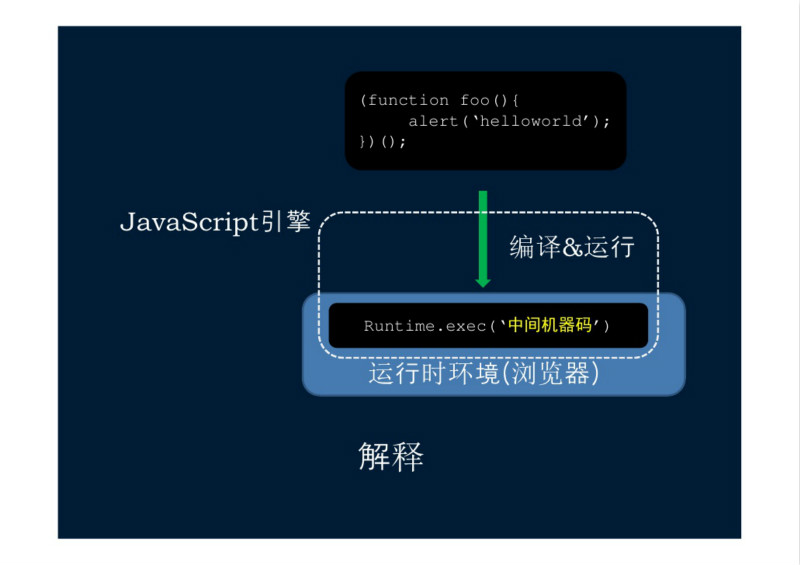 (function foo(){
alert(‘helloworld’);
})();
JavaScript引擎
编译&运行
Runtime.exec(‘中间机器码’)
运行时环境(浏览器)
解释